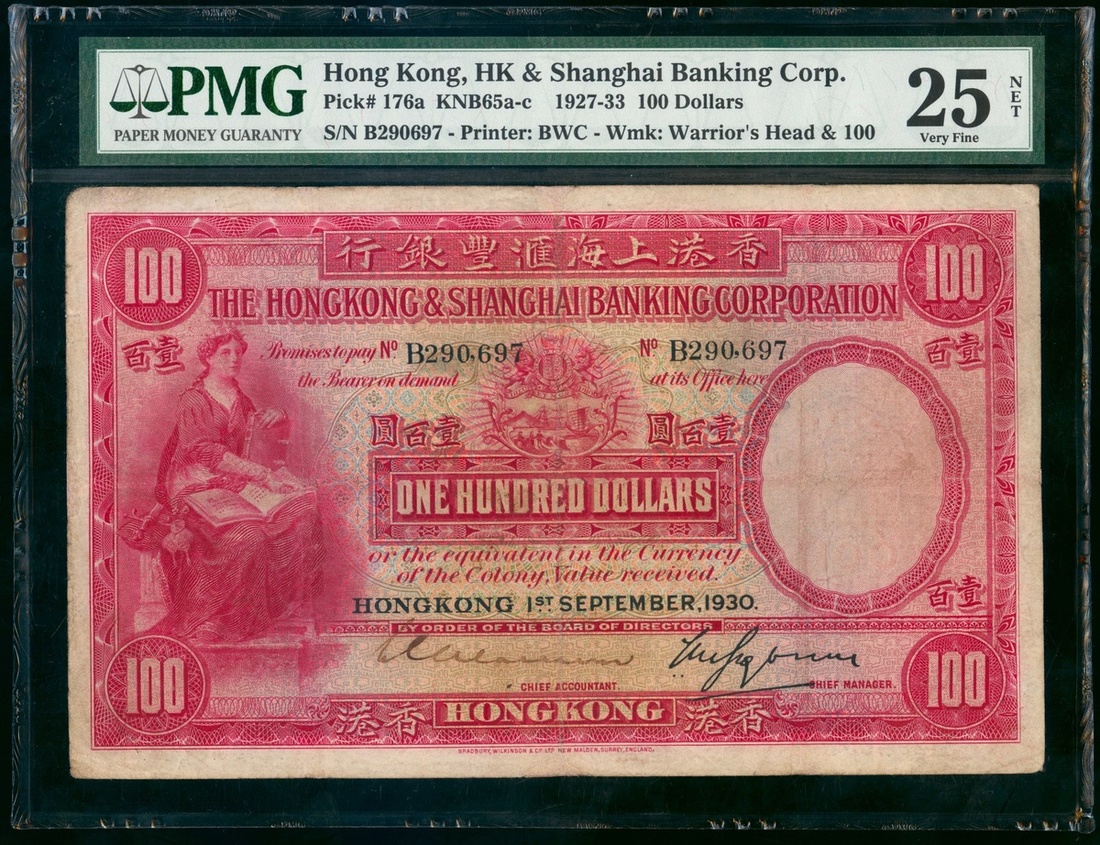 PMG
PAPER MONEY GUARANTY
Hong Kong, HK & Shanghai Banking Corp.
Pick# 176a KNB65a-c 1927-33 100 Dollars
S/N B290697 - Printer: BWC - Wmk: Warrior's Head & 100
25 NET
Very Fine
行銀豐滙海上港香
100 100
THE HONGKONG & SHANGHAI BANKING CORPORATION
百壹 百壹
Promises to pay Nº B290,697 Nº B290,697
the Bearer on demand at its Office here
圓百壹 圓百壹
ONE HUNDRED DOLLARS
or the equivalent in the Currency
of the Colony, Value received.
百壹
HONGKONG 1ST SEPTEMBER, 1930.
BY ORDER OF THE BOARD OF DIRECTORS
CHIEF ACCOUNTANT. CHIEF MANAGER.
100 100
港香 HONGKONG 港香
BRADBURY, WILKINSON & Cº LTD NEW MALDEN, SURREY, ENGLAND.